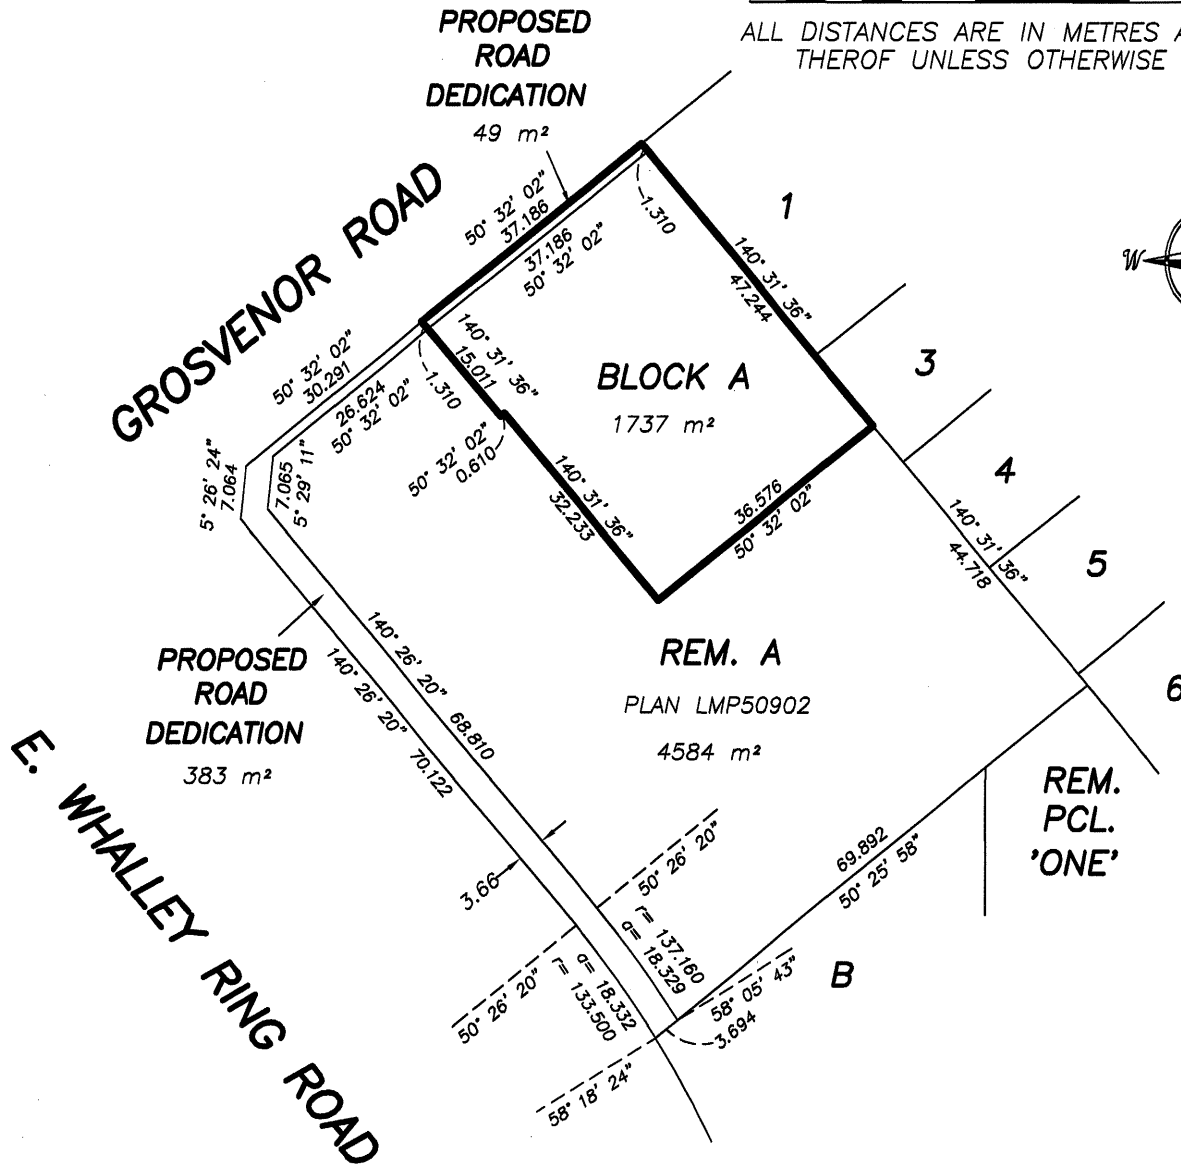 PROPOSED
ROAD
DEDICATION
49 m²
ALL DISTANCES ARE IN METRES A
THEROF UNLESS OTHERWISE
GROSVENOR ROAD
50° 32' 02"
37.186
37.186
50° 32' 02"
1.310
1
140° 31' 36"
47.244
W
3
BLOCK A
1737 m²
140° 31' 36"
15.011
1.310
50° 32' 02"
30.291
26.624
50° 32' 02"
50° 32' 02"
0.610
140° 31' 36"
32.233
36.576
50° 32' 02"
4
140° 31' 36"
44.718
5
6
5° 26' 24"
7.064
7.065
5° 29' 11"
PROPOSED
ROAD
DEDICATION
383 m²
140° 26' 20"
68.810
140° 26' 20"
70.122
REM. A
PLAN LMP50902
4584 m²
E. WHALLEY RING ROAD
3.66
50° 26' 20"
r= 137.160
a= 18.329
50° 26' 20"
a= 18.332
r= 133.500
69.892
50° 25' 58"
REM.
PCL.
'ONE'
B
58° 05' 43"
3.694
58° 18' 24"